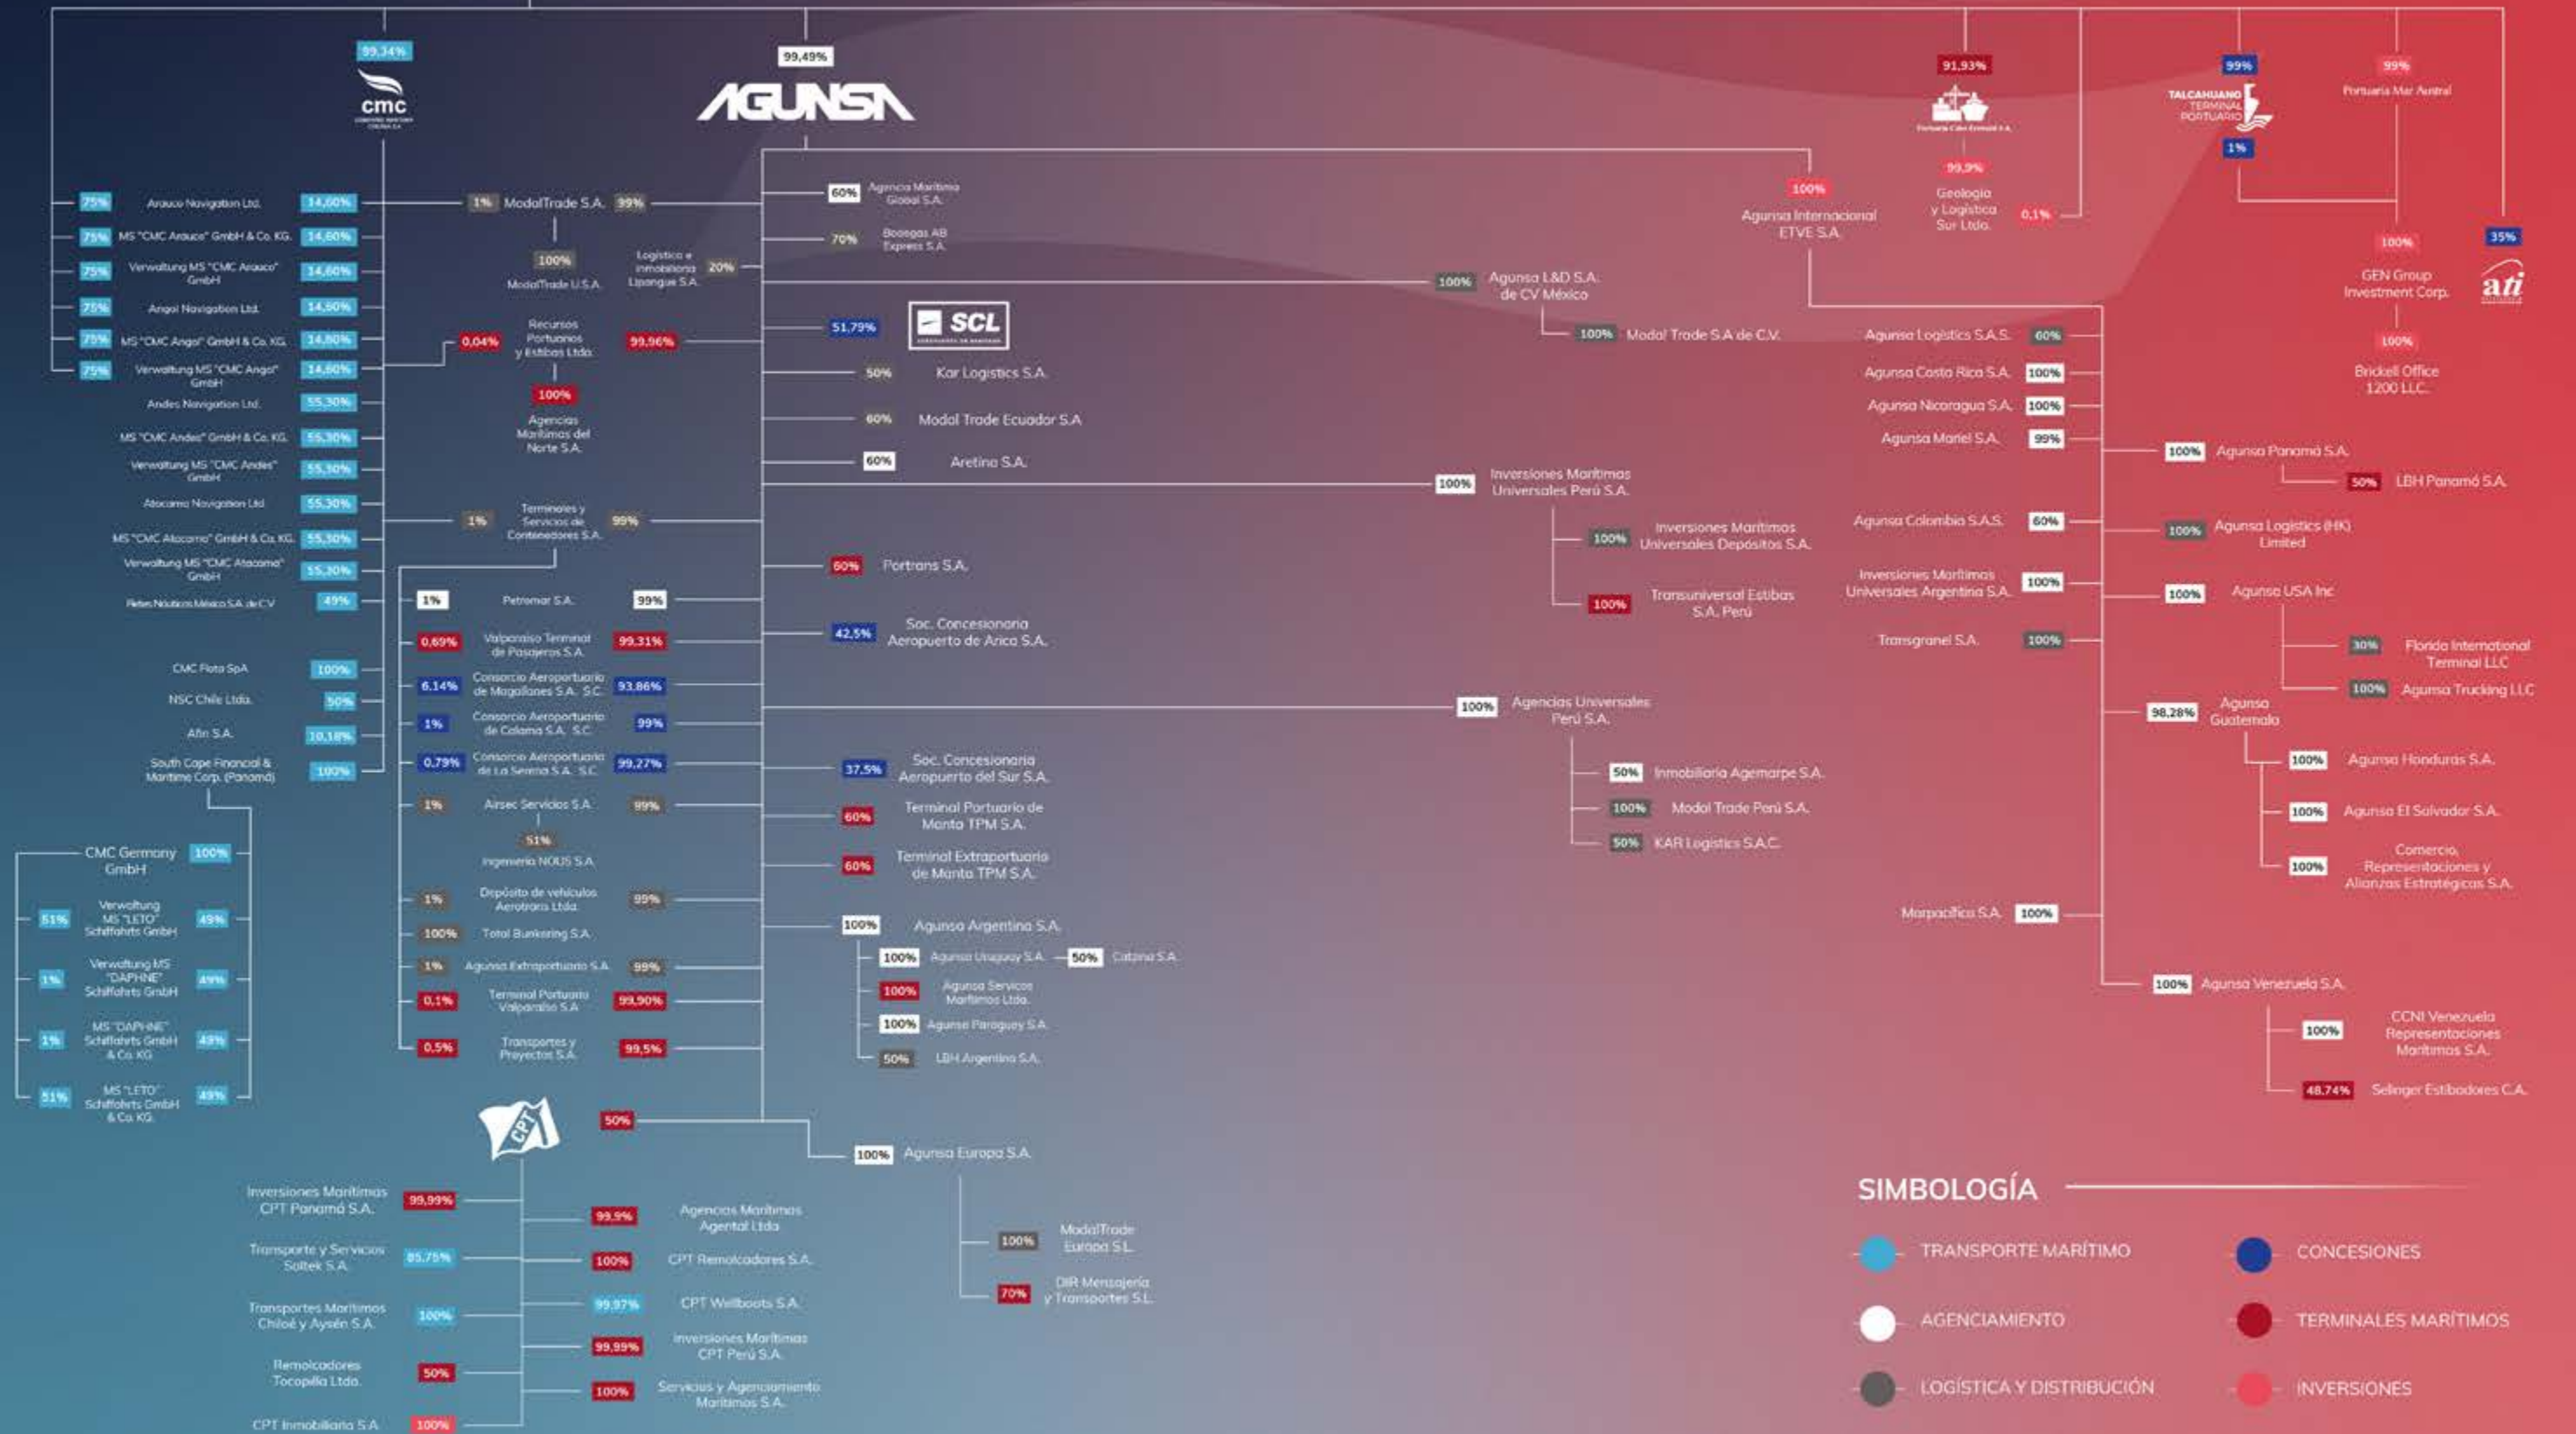 99,34%
cmc
99,49%
AGUNSA
91,93%
99%
TALCAHUANO
TERMINAL
PORTUARIO
1%
99%
Portuaria Mar Austral
35%
ati
75%
Arauco Navigation Ltd.
14,60%
75%
MS "CMC Arauco" GmbH & Co. KG.
14,60%
75%
Verwaltung MS "CMC Arauco"
GmbH
14,60%
75%
Angol Navigation Ltd.
14,60%
75%
MS "CMC Angol" GmbH & Co. KG.
14,60%
75%
Verwaltung MS "CMC Angol"
GmbH
14,60%
Andes Navigation Ltd.
55,30%
MS "CMC Andes" GmbH & Co. KG.
55,30%
Verwaltung MS "CMC Andes"
GmbH
55,30%
Atacama Navigation Ltd.
55,30%
MS "CMC Atacama" GmbH & Co. KG.
55,30%
Verwaltung MS "CMC Atacama"
GmbH
55,30%
Fletes Náuticos México S.A. de C.V
49%
CMC Flota SpA
100%
NSC Chile Ltda.
50%
Afin S.A.
10,18%
South Cape Financial &
Maritime Corp. (Panamá)
100%
CMC Germany
GmbH
100%
51%
Verwaltung
MS "LETO"
Schiffahrts GmbH
49%
1%
Verwaltung MS
"DAPHNE"
Schiffahrts GmbH
49%
1%
MS "DAPHNE"
Schiffahrts GmbH
& Co. KG
49%
51%
MS "LETO"
Schiffahrts GmbH
& Co. KG.
49%
1%
ModalTrade S.A.
99%
100%
ModalTrade U.S.A.
Logística e
inmobiliaria
Lipangue S.A.
20%
0,04%
Recursos
Portuarios
y Estibas Ltda.
99,96%
100%
Agencias
Marítimas del
Norte S.A.
1%
Terminales y
Servicios de
Contenedores S.A.
99%
1%
Petromar S.A.
99%
0,69%
Valparaíso Terminal
de Pasajeros S.A.
99,31%
6,14%
Consorcio Aeroportuario
de Magallanes S.A. S.C.
93,86%
1%
Consorcio Aeroportuario
de Calama S.A. S.C.
99%
0,79%
Consorcio Aeroportuario
de La Serena S.A. S.C.
99,27%
1%
Airsec Servicios S.A.
99%
51%
Ingeniería NOUS S.A.
1%
Depósito de vehículos
Aerotrans Ltda.
99%
100%
Total Bunkering S.A.
1%
Agunsa Extraportuario S.A.
99%
0,1%
Terminal Portuario
Valparaíso S.A
99,90%
0,5%
Transportes y
Proyectos S.A.
99,5%
CPT
50%
Inversiones Marítimas
CPT Panamá S.A.
99,99%
Transporte y Servicios
Soltek S.A.
85,75%
Transportes Marítimos
Chiloé y Aysén S.A.
100%
Remolcadores
Tocopilla Ltda.
50%
CPT Inmobiliaria S.A
100%
99,9%
Agencias Marítimas
Agental Ltda
100%
CPT Remolcadores S.A.
99,97%
CPT Wellboats S.A.
99,99%
Inversiones Marítimas
CPT Perú S.A.
100%
Servicios y Agenciamiento
Marítimos S.A.
60%
Agencia Marítima
Global S.A.
70%
Bodegas AB
Express S.A.
51,79%
SCL
50%
Kar Logistics S.A.
60%
Modal Trade Ecuador S.A
60%
Aretina S.A.
60%
Portrans S.A.
42,5%
Soc. Concesionaria
Aeropuerto de Arica S.A.
37,5%
Soc. Concesionaria
Aeropuerto del Sur S.A.
60%
Terminal Portuario de
Manta TPM S.A.
60%
Terminal Extraportuario
de Manta TPM S.A.
100%
Agunsa Argentina S.A.
100%
Agunsa Uruguay S.A.
50%
Catzina S.A.
100%
Agunsa Servicos
Marítimos Ltda.
100%
Agunsa Paraguay S.A.
50%
LBH Argentina S.A.
100%
Agunsa Europa S.A.
100%
ModalTrade
Europa S.L.
70%
DIR Mensajería
y Transportes S.L.
100%
Agunsa L&D S.A.
de CV México
100%
Modal Trade S.A de C.V.
100%
Inversiones Marítimas
Universales Perú S.A.
100%
Inversiones Marítimas
Universales Depósitos S.A.
100%
Transuniversal Estibas
S.A. Perú
100%
Agencias Universales
Perú S.A.
50%
Inmobiliaria Agemarpe S.A.
100%
Modal Trade Perú S.A.
50%
KAR Logistics S.A.C.
100%
Agunsa Internacional
ETVE S.A.
99,9%
Geología
y Logística
Sur Ltda.
0,1%
Agunsa Logistics S.A.S.
60%
Agunsa Costa Rica S.A.
100%
Agunsa Nicaragua S.A.
100%
Agunsa Mariel S.A.
99%
Agunsa Colombia S.A.S.
60%
Inversiones Marítimas
Universales Argentina S.A.
100%
Transgranel S.A.
100%
Marpacífico S.A.
100%
100%
Agunsa Panamá S.A.
50%
LBH Panamá S.A.
100%
Agunsa Logistics (HK)
Limited
100%
Agunsa USA Inc
30%
Florida International
Terminal LLC
100%
Agunsa Trucking LLC
98,28%
Agunsa
Guatemala
100%
Agunsa Honduras S.A.
100%
Agunsa El Salvador S.A.
100%
Comercio,
Representaciones y
Alianzas Estratégicas S.A.
100%
Agunsa Venezuela S.A.
100%
CCNI Venezuela
Representaciones
Marítimas S.A.
48,74%
Selinger Estibadores C.A.
100%
GEN Group
Investment Corp.
100%
Brickell Office
1200 LLC.
SIMBOLOGÍA
TRANSPORTE MARÍTIMO
CONCESIONES
AGENCIAMIENTO
TERMINALES MARÍTIMOS
LOGÍSTICA Y DISTRIBUCIÓN
INVERSIONES